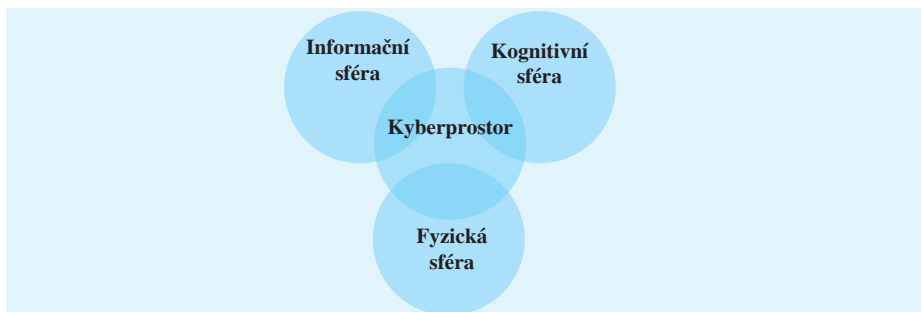 Informační
sféra
Kognitivní
sféra
Kyberprostor
Fyzická
sféra